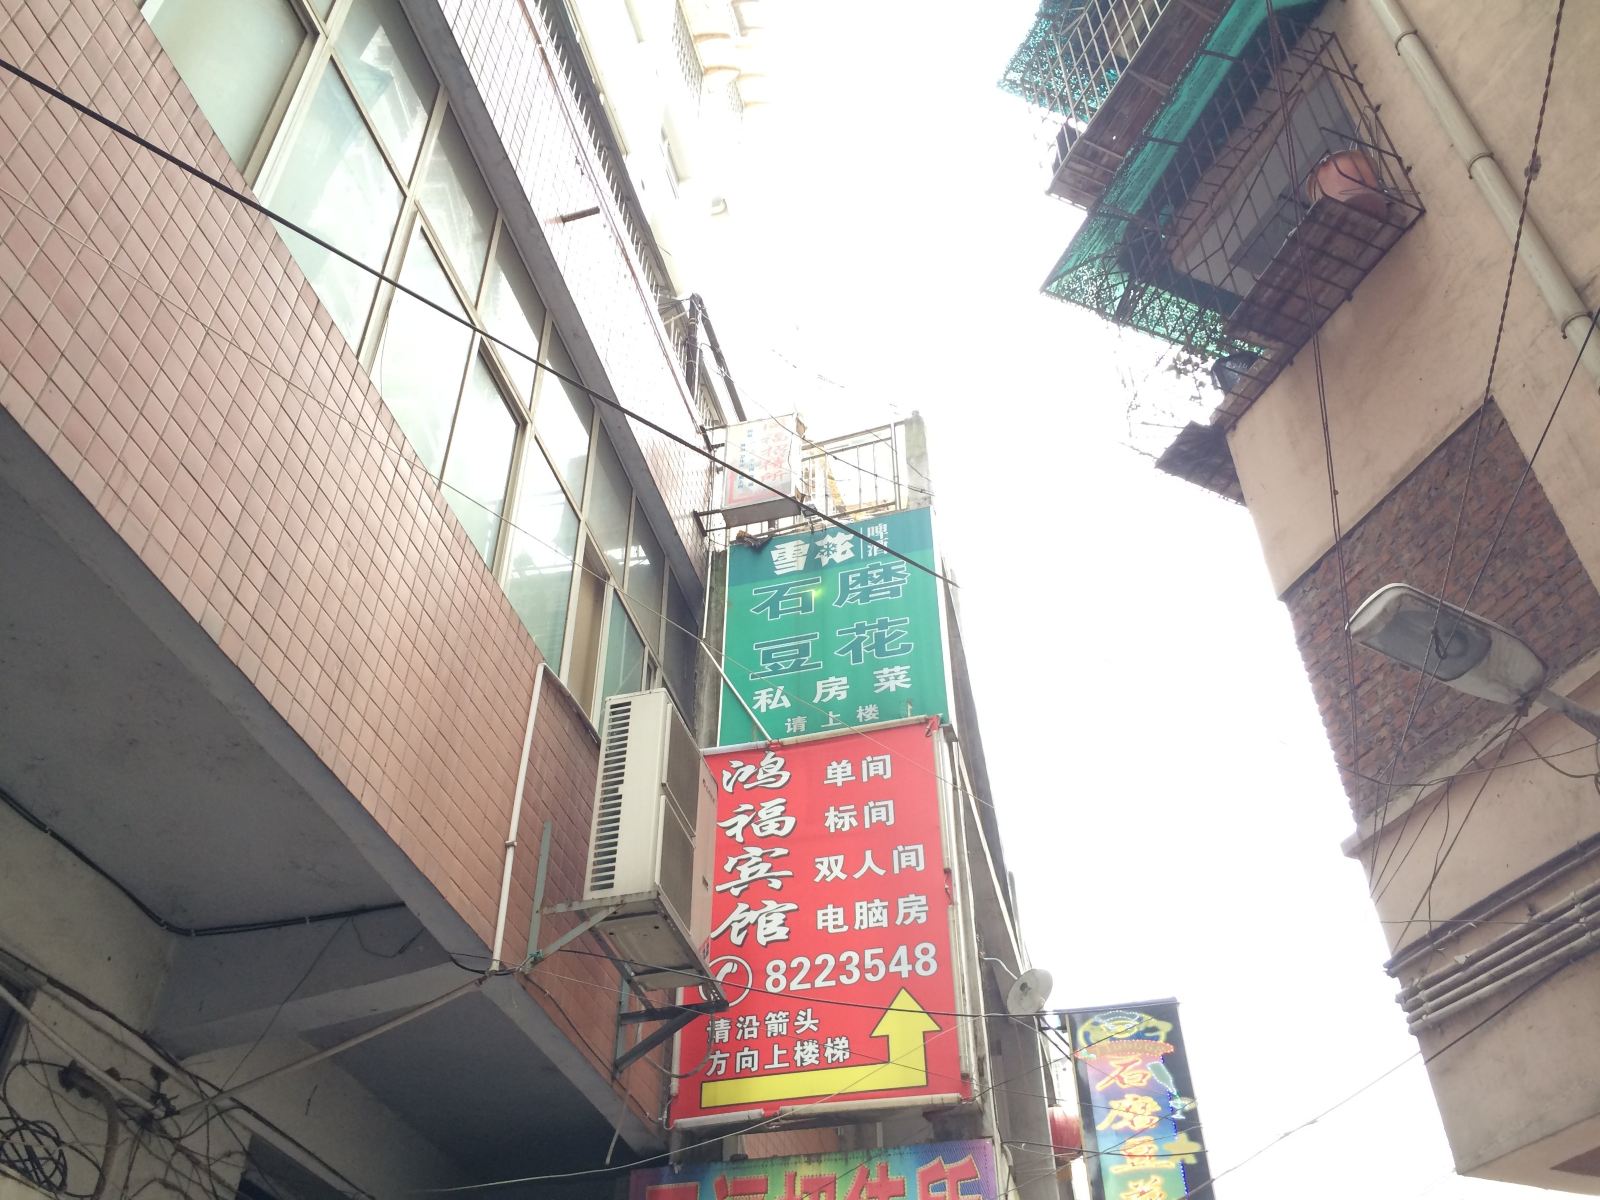 雪花 啤酒
石磨
豆花
私房菜
请上楼
鸿福宾馆
单间
标间
双人间
电脑房
8223548
请沿箭头
方向上楼梯
石磨豆花